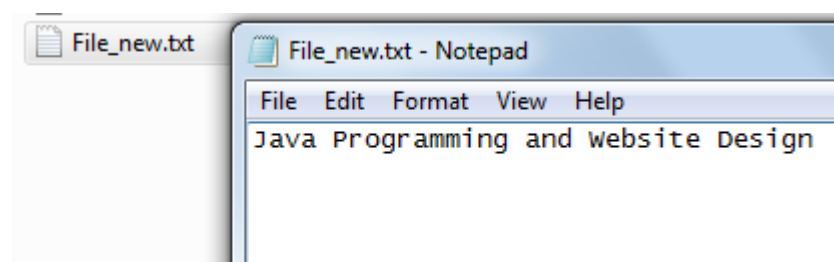 File_new.txt
File_new.txt - Notepad
File Edit Format View Help
Java Programming and Website Design